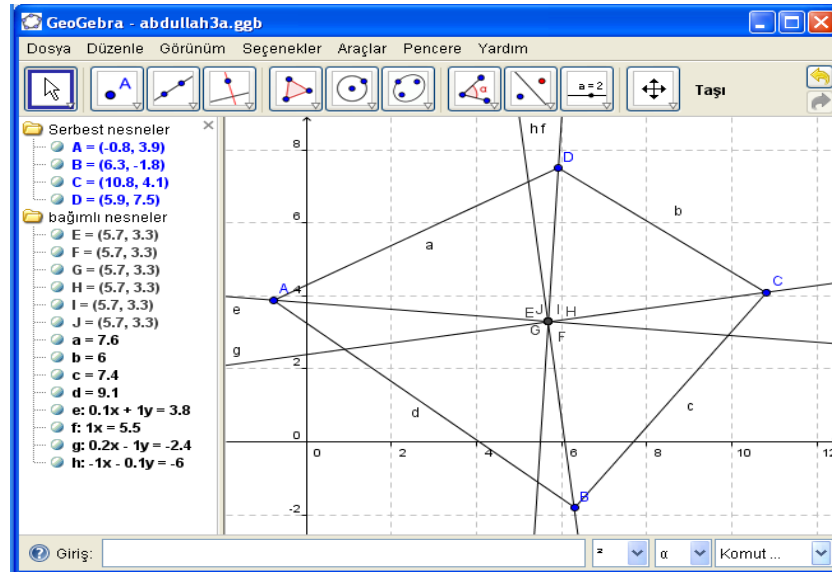 GeoGebra - abdullah3a.ggb
Dosya Düzenle Görünüm Seçenekler Araçlar Pencere Yardım
A α a = 2 Taşı
Serbest nesneler
A = (-0.8, 3.9)
B = (6.3, -1.8)
C = (10.8, 4.1)
D = (5.9, 7.5)
bağımlı nesneler
E = (5.7, 3.3)
F = (5.7, 3.3)
G = (5.7, 3.3)
H = (5.7, 3.3)
I = (5.7, 3.3)
J = (5.7, 3.3)
a = 7.6
b = 6
c = 7.4
d = 9.1
e: 0.1x + 1y = 3.8
f: 1x = 5.5
g: 0.2x - 1y = -2.4
h: -1x - 0.1y = -6
h f
8
D
b
6
a
A 4 C
e E J I H
g G F
2
d c
0
0 2 4 6 8 10 12
B
-2
Giriş: ² α Komut ...